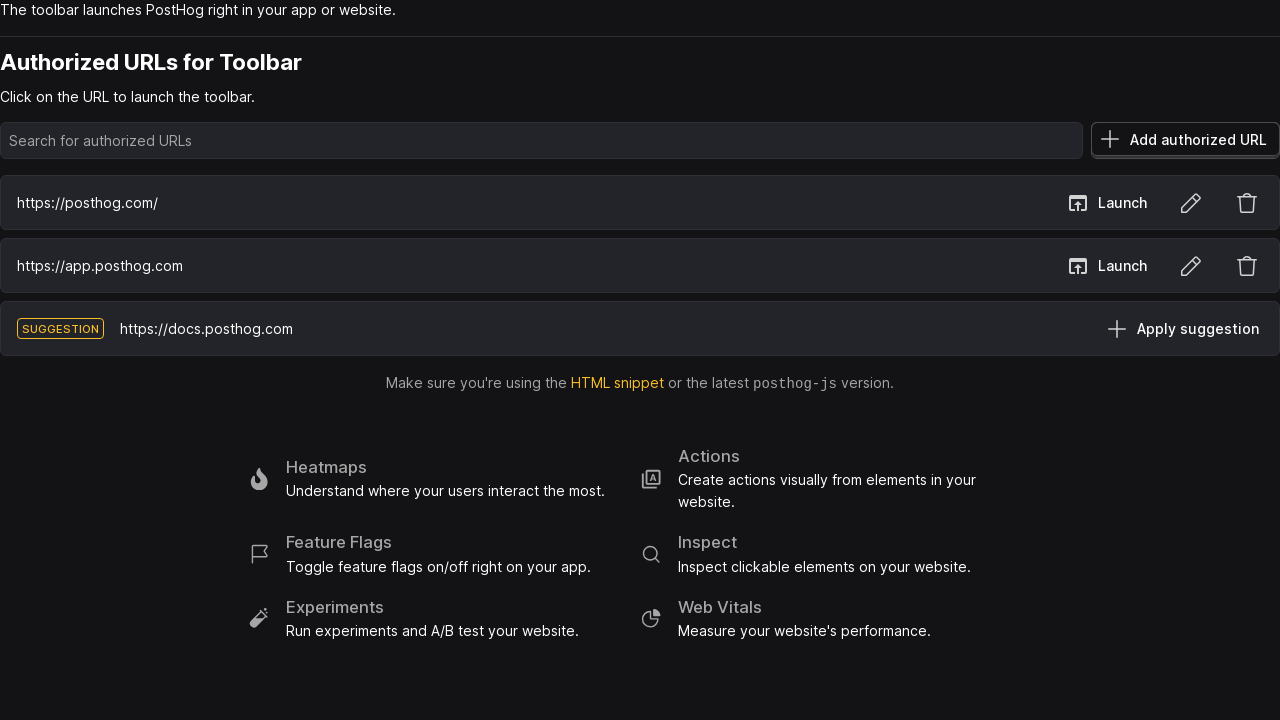 The toolbar launches PostHog right in your app or website.
Authorized URLs for Toolbar
Click on the URL to launch the toolbar.
Search for authorized URLs
Add authorized URL
https://posthog.com/
Launch
https://app.posthog.com
Launch
SUGGESTION
https://docs.posthog.com
Apply suggestion
Make sure you're using the HTML snippet or the latest posthog-js version.
Heatmaps
Understand where your users interact the most.
Actions
Create actions visually from elements in your
website.
Feature Flags
Toggle feature flags on/off right on your app.
Inspect
Inspect clickable elements on your website.
Experiments
Run experiments and A/B test your website.
Web Vitals
Measure your website's performance.